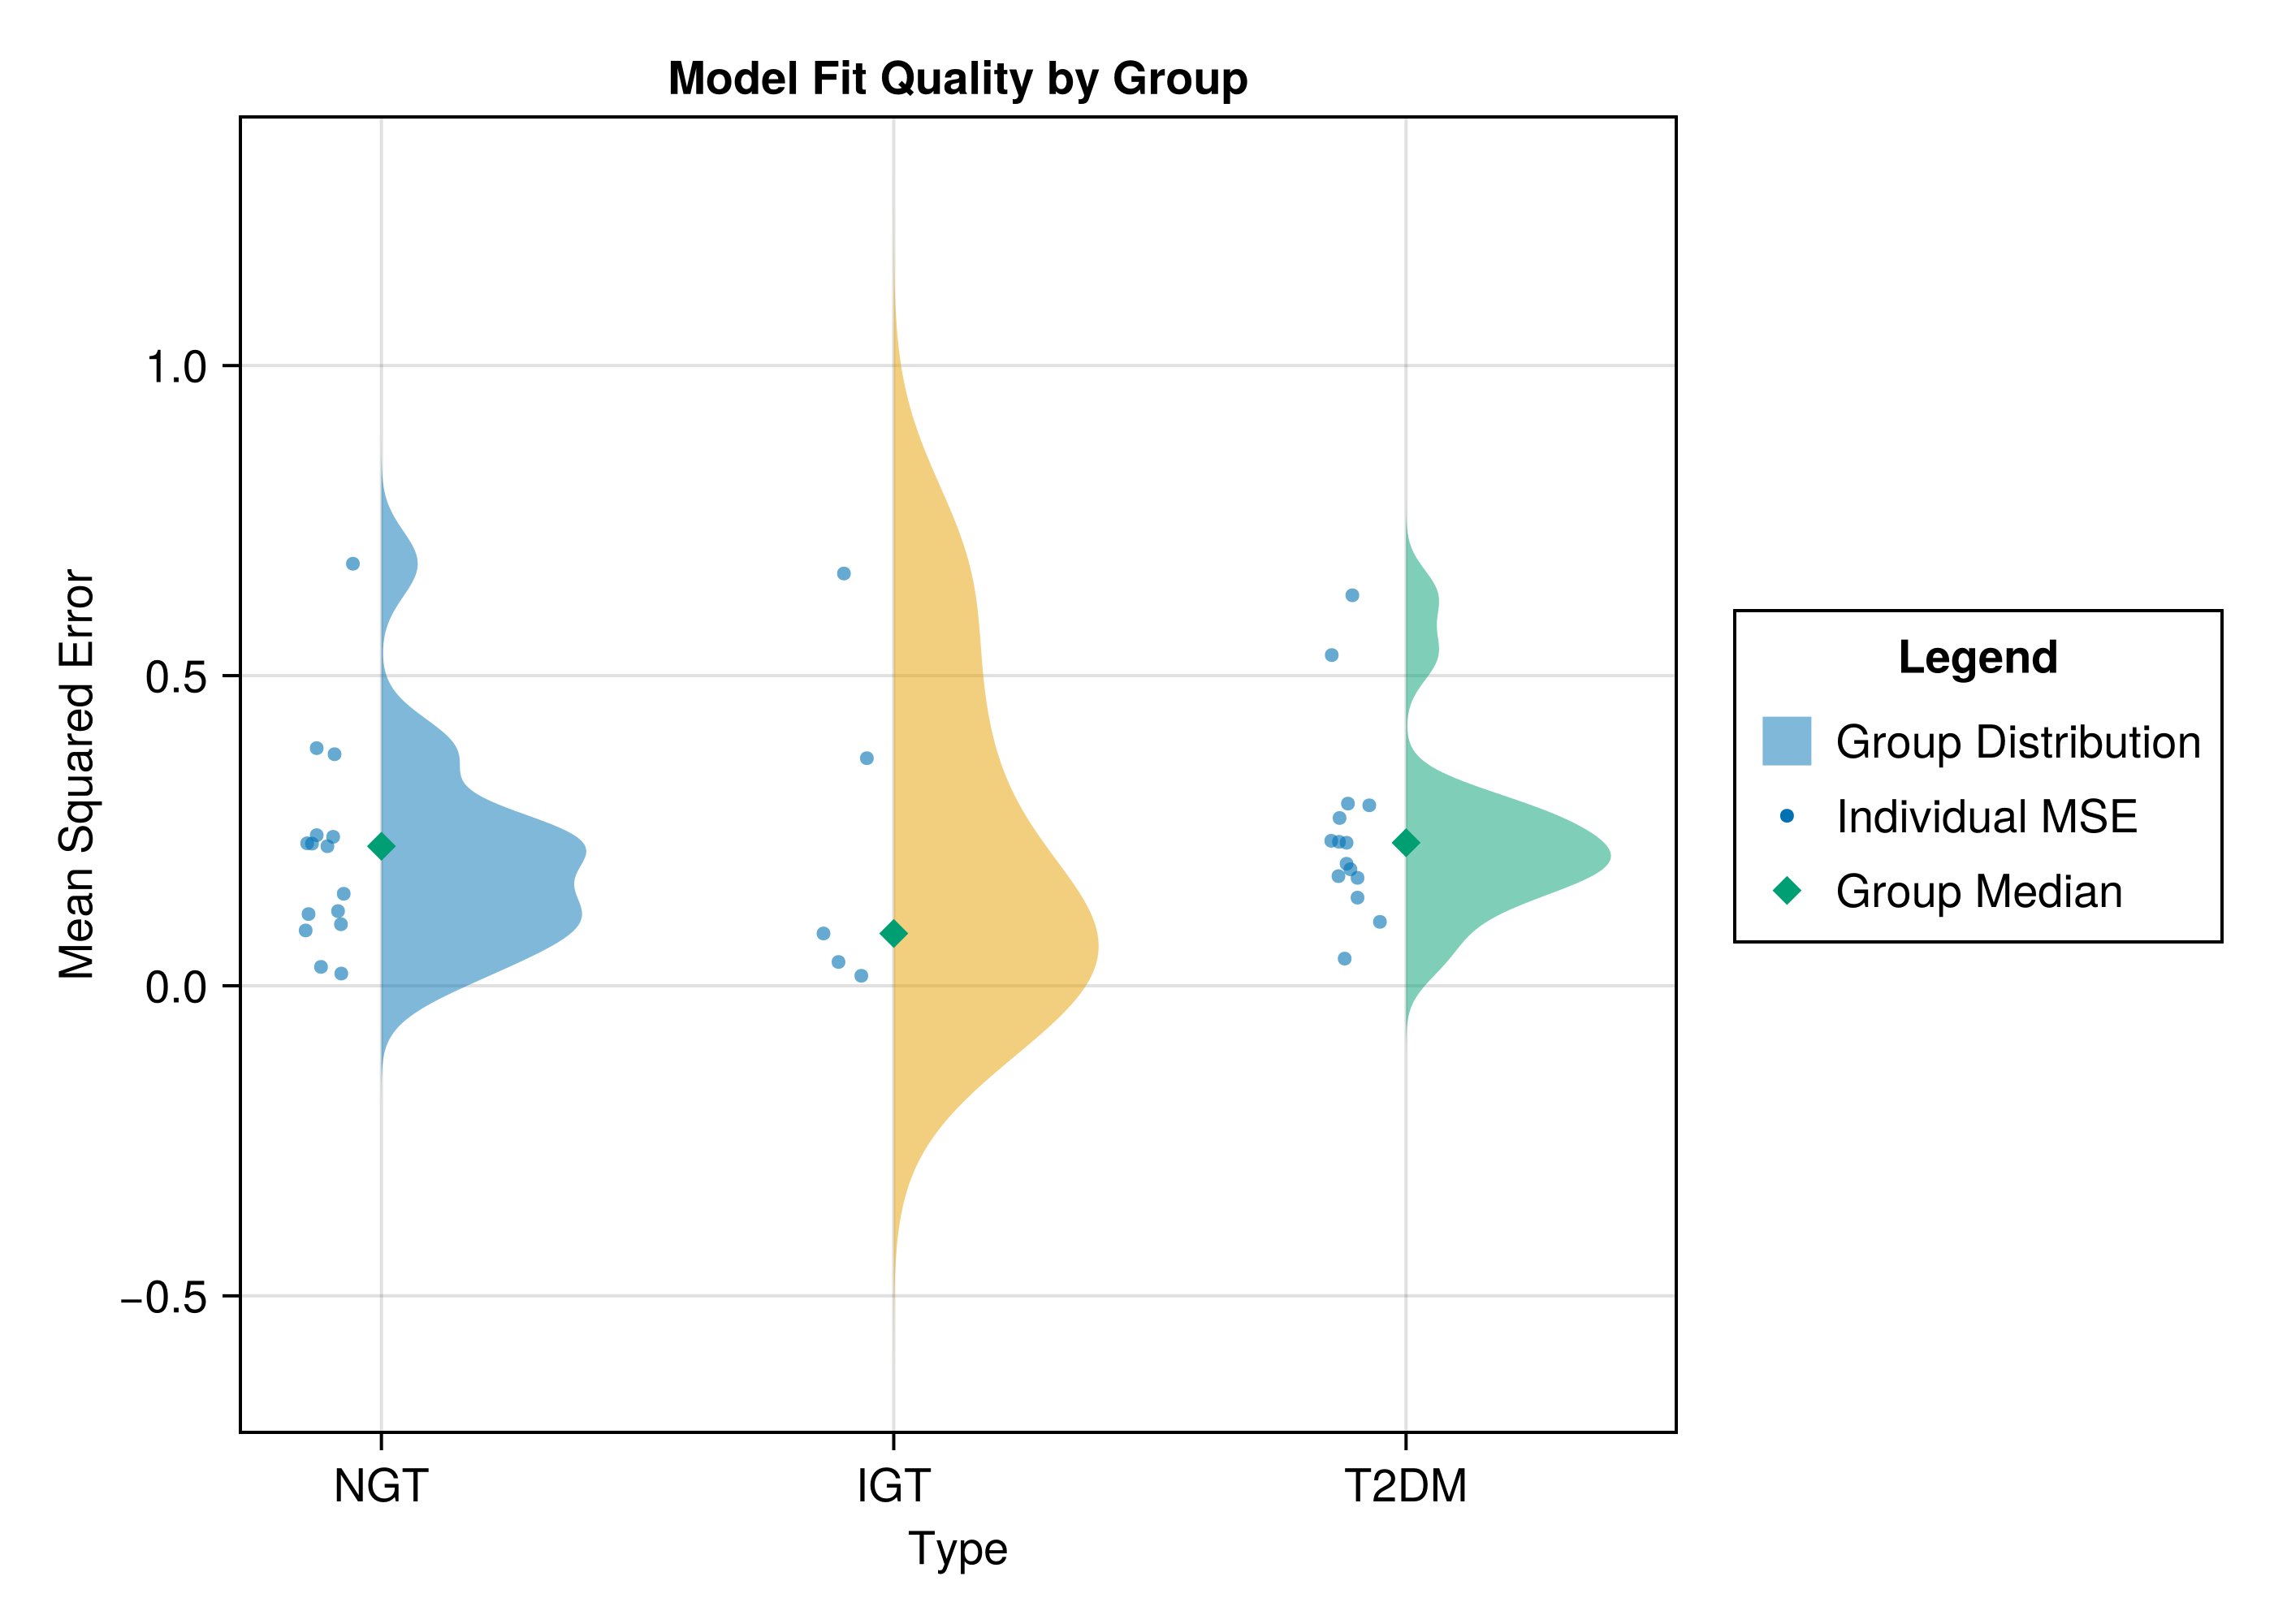 Model Fit Quality by Group
Mean Squared Error
1.0
0.5
0.0
−0.5
NGT
IGT
T2DM
Type
Legend
Group Distribution
Individual MSE
Group Median